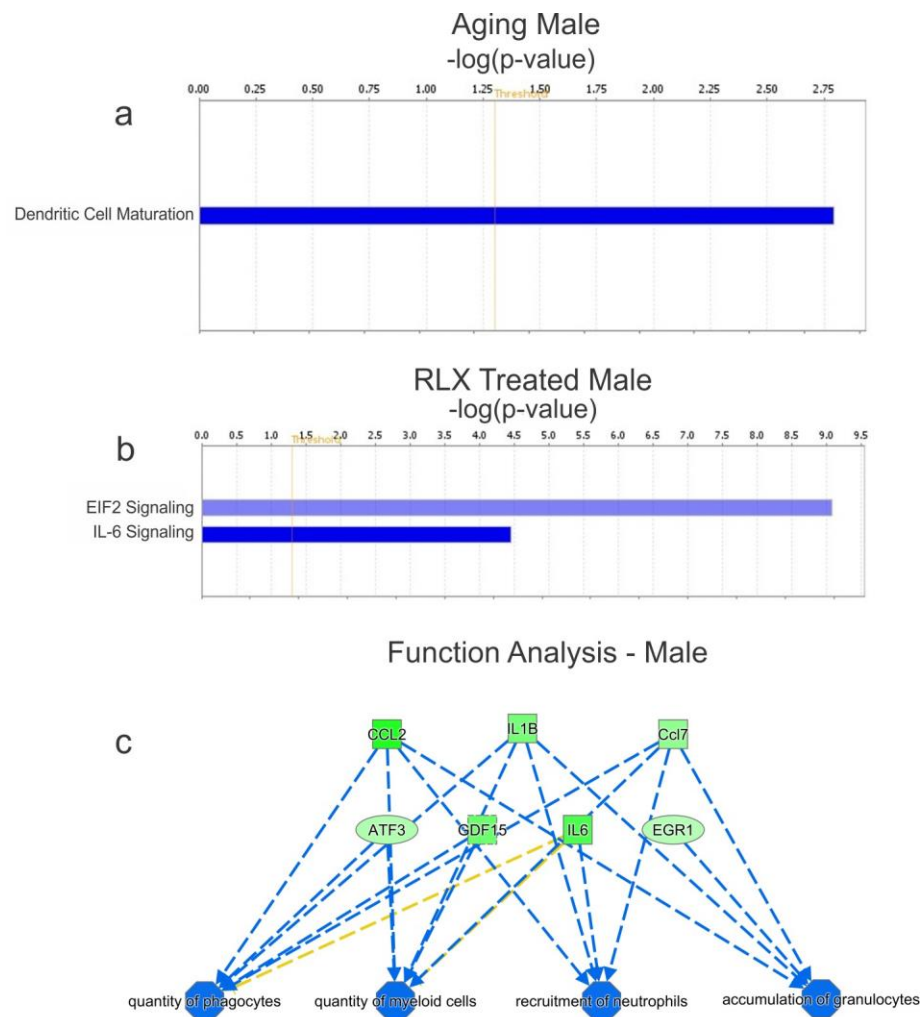 Aging Male
-log(p-value)
0.00 0.25 0.50 0.75 1.00 1.25 1.50 1.75 2.00 2.25 2.50 2.75
Threshold
a
Dendritic Cell Maturation
RLX Treated Male
-log(p-value)
0.0 0.5 1.0 1.5 2.0 2.5 3.0 3.5 4.0 4.5 5.0 5.5 6.0 6.5 7.0 7.5 8.0 8.5 9.0 9.5
Threshold
b
EIF2 Signaling
IL-6 Signaling
Function Analysis - Male
c
CCL2 IL1B Ccl7
ATF3 GDF15 IL6 EGR1
quantity of phagocytes quantity of myeloid cells recruitment of neutrophils accumulation of granulocytes